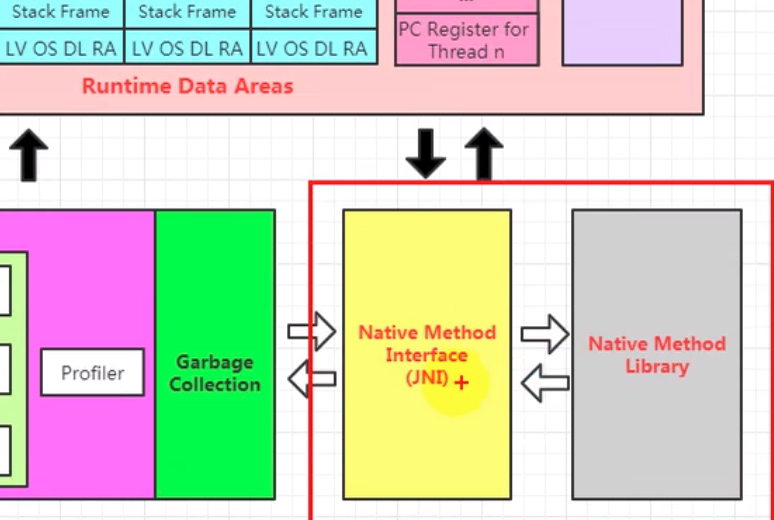 ...
Stack Frame Stack Frame Stack Frame
LV OS DL RA LV OS DL RA LV OS DL RA
PC Register for
Thread n
Runtime Data Areas
Profiler
Garbage
Collection
Native Method
Interface
(JNI)
Native Method
Library